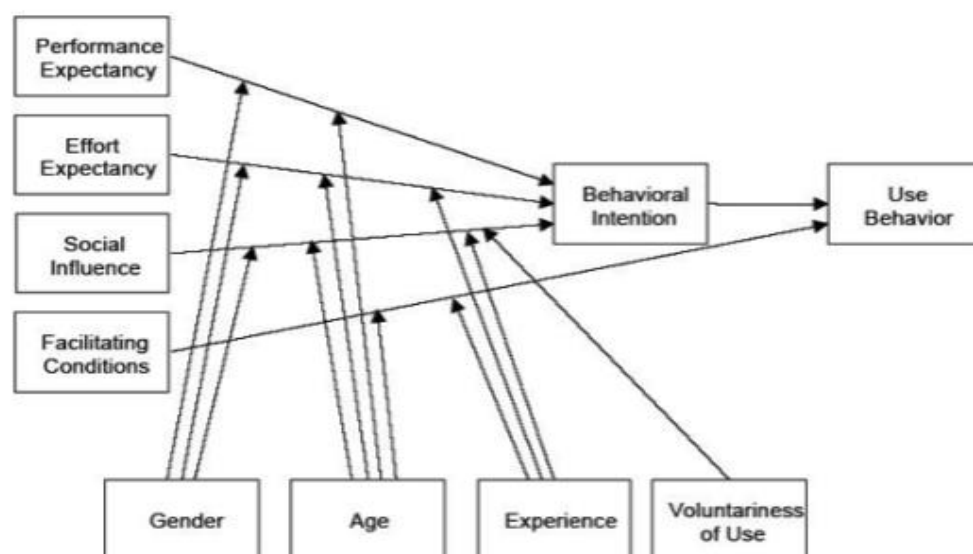 Performance
Expectancy
Effort
Expectancy
Social
Influence
Facilitating
Conditions
Behavioral
Intention
Use
Behavior
Gender
Age
Experience
Voluntariness
of Use